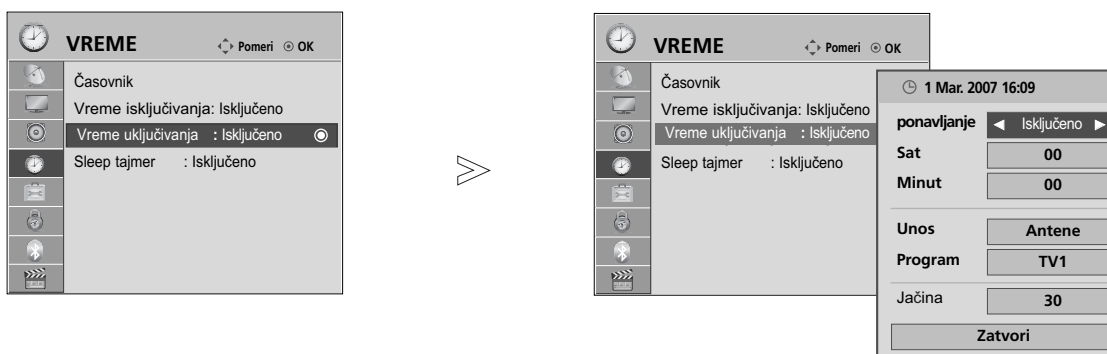 VREME Pomeri OK
Časovnik
Vreme isključivanja: Isključeno
Vreme uključivanja : Isključeno
Sleep tajmer : Isključeno
VREME Pomeri OK
Časovnik
Vreme isključivanja: Isključeno
Vreme uključivanja : Isključeno
Sleep tajmer : Isključeno
1 Mar. 2007 16:09
ponavljanje ◀ Isključeno ▶
Sat 00
Minut 00
Unos Antene
Program TV1
Jačina 30
Zatvori